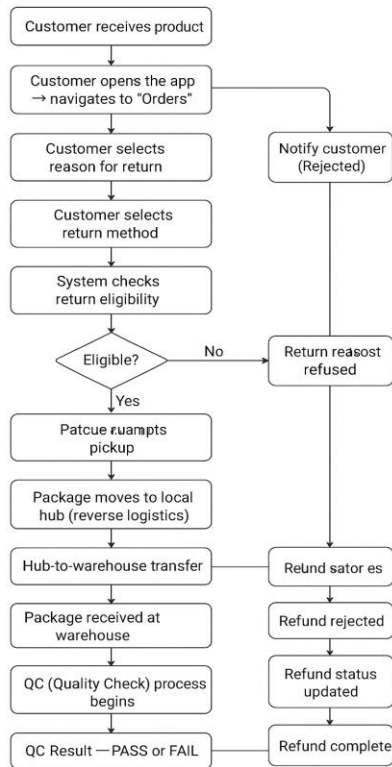 Customer receives product
Customer opens the app
→ navigates to "Orders"
Customer selects
reason for return
Notify customer
(Rejected)
Customer selects
return method
System checks
return eligibility
Eligible?
No
Return
refused
Yes
pickup
Package moves to local
hub (reverse logistics)
Hub-to-warehouse transfer
Package received at
warehouse
Refund rejected
QC (Quality Check) process
begins
Refund status
updated
QC Result — PASS or FAIL
Refund complete